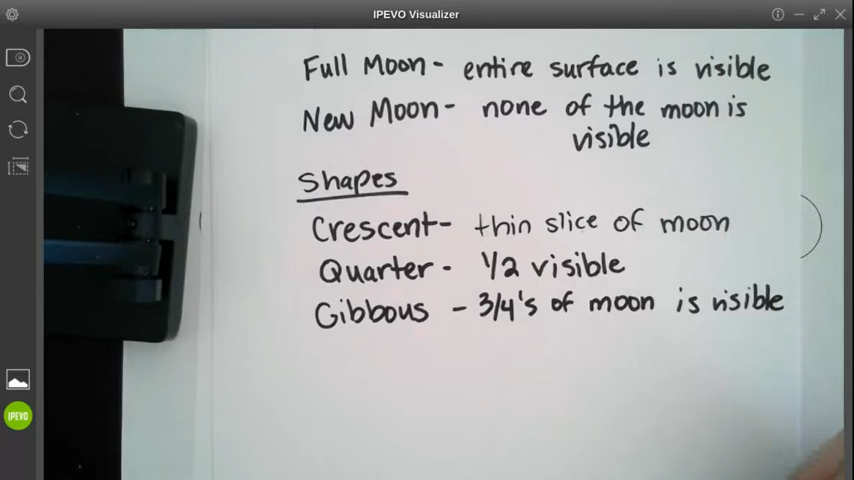 IPEVO Visualizer
Full Moon- entire surface is visible
New Moon- none of the moon is
visible
Shapes
Crescent- thin slice of moon
Quarter- 1/2 visible
Gibbous - 3/4's of moon is visible
IPEVO